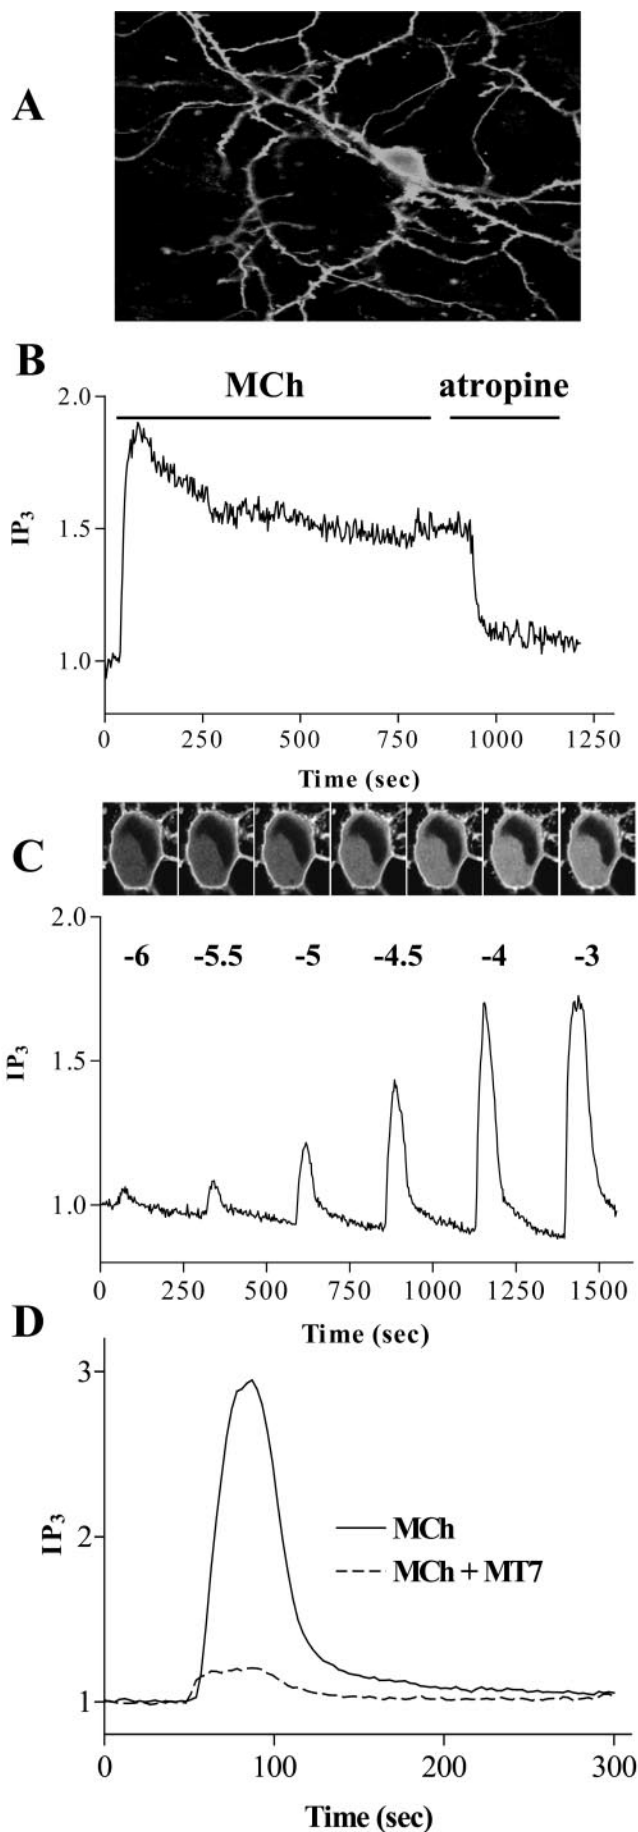 A
B
MCh atropine
2.0
1.5
1.0
IP₃
0 250 500 750 1000 1250
Time (sec)
C
2.0
-6 -5.5 -5 -4.5 -4 -3
1.5
1.0
IP₃
0 250 500 750 1000 1250 1500
Time (sec)
D
3
2
1
IP₃
MCh
MCh + MT7
0 100 200 300
Time (sec)